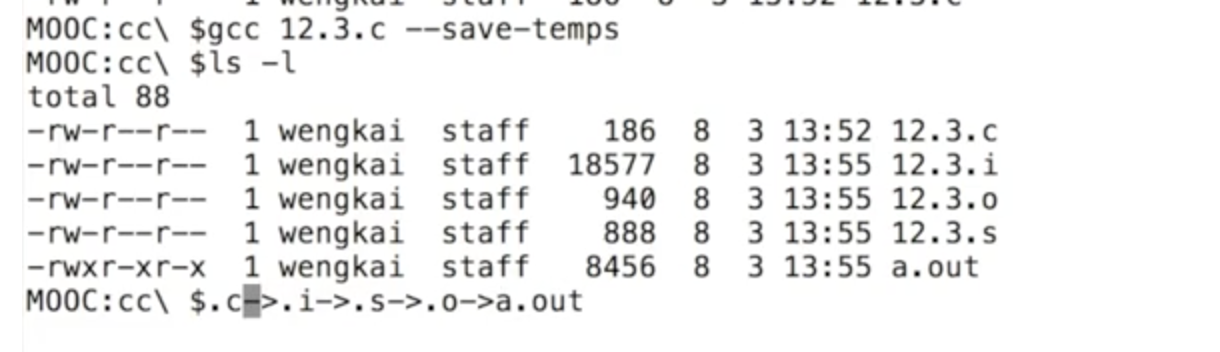 MOOC:cc\ $gcc 12.3.c --save-temps
MOOC:cc\ $ls -l
total 88
-rw-r--r-- 1 wengkai staff 186 8 3 13:52 12.3.c
-rw-r--r-- 1 wengkai staff 18577 8 3 13:55 12.3.i
-rw-r--r-- 1 wengkai staff 940 8 3 13:55 12.3.o
-rw-r--r-- 1 wengkai staff 888 8 3 13:55 12.3.s
-rwxr-xr-x 1 wengkai staff 8456 8 3 13:55 a.out
MOOC:cc\ $.c->.i->.s->.o->a.out